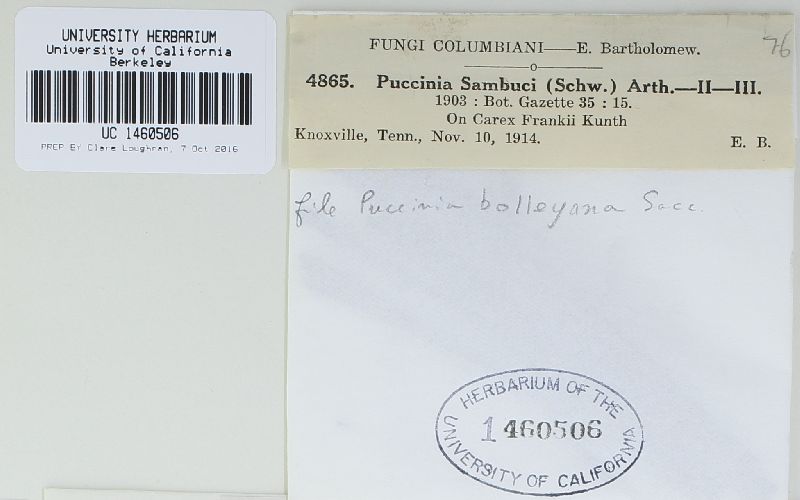 UNIVERSITY HERBARIUM
University of California
Berkeley
UC 1460506
PREP BY Clare Loughran, 7 Oct 2016
76
FUNGI COLUMBIANI—E. Bartholomew.
4865. Puccinia Sambuci (Schw.) Arth.—II—III.
1903 : Bot. Gazette 35 : 15.
On Carex Frankii Kunth
Knoxville, Tenn., Nov. 10, 1914. E. B.
file Puccinia bolleyana Sacc.
HERBARIUM OF THE
1460506
UNIVERSITY OF CALIFORNIA